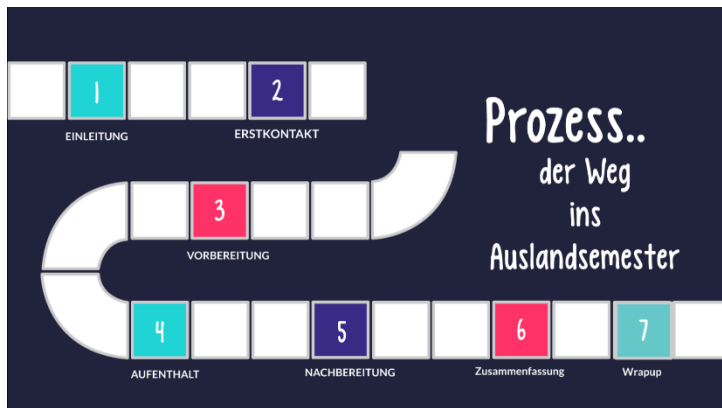 1
2
EINLEITUNG
ERSTKONTAKT
Prozess..
der Weg
ins
Auslandsemester
3
VORBEREITUNG
4
5
6
7
AUFENTHALT
NACHBEREITUNG
Zusammenfassung
Wrapup